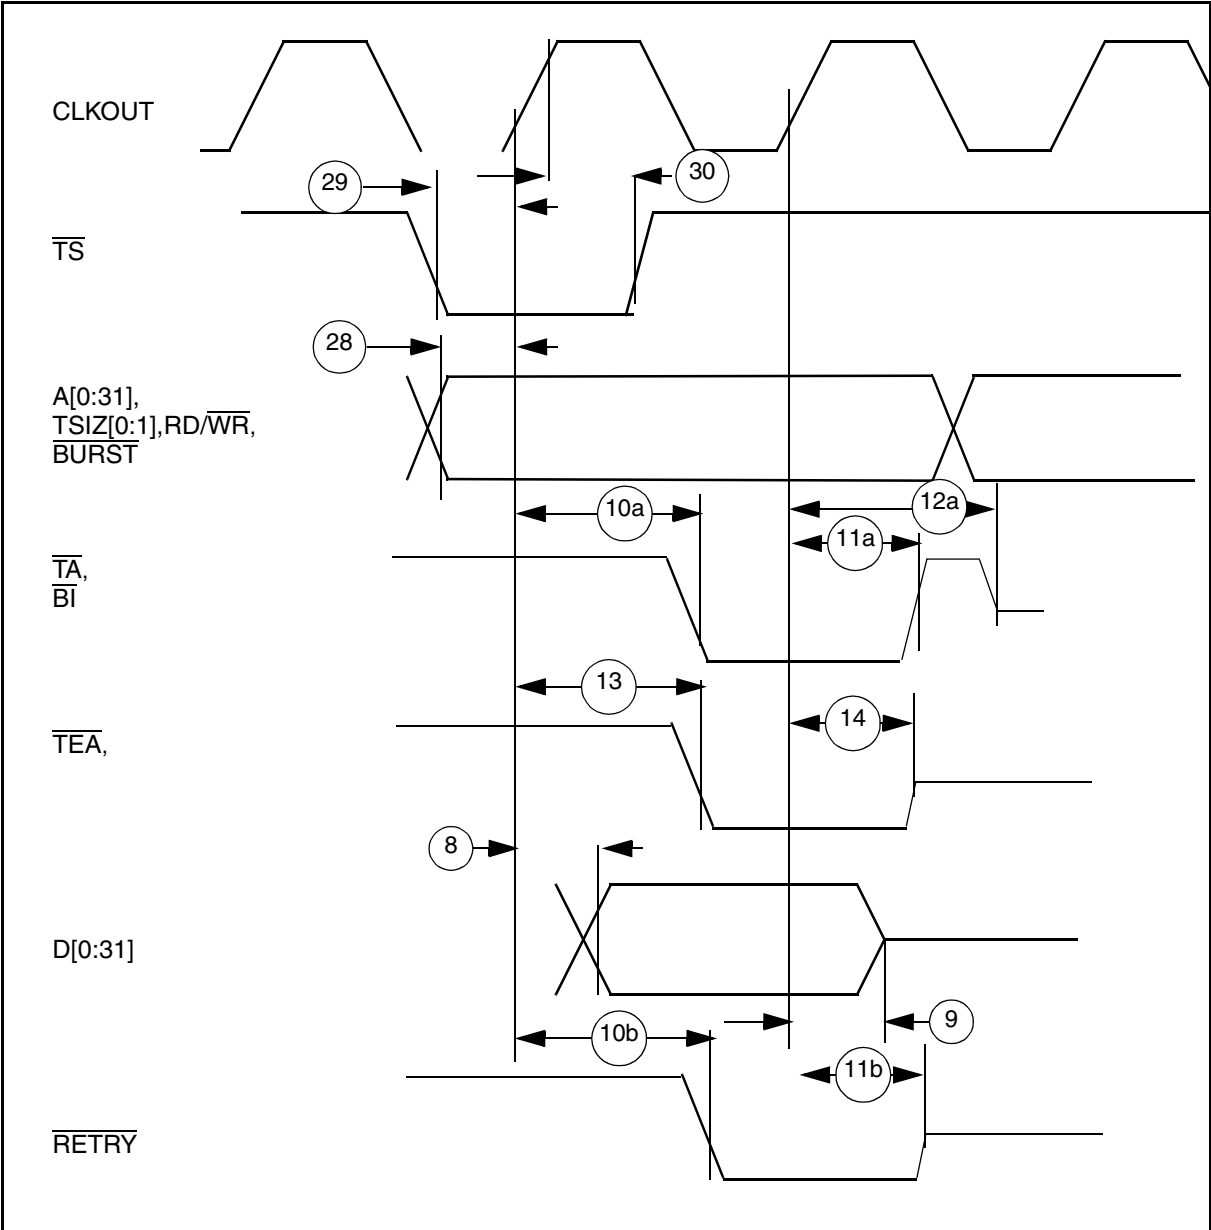 CLKOUT
29
30
TS
28
A[0:31],
TSIZ[0:1],RD/WR,
BURST
10a
12a
11a
TA,
BI
13
14
TEA,
8
D[0:31]
9
10b
11b
RETRY